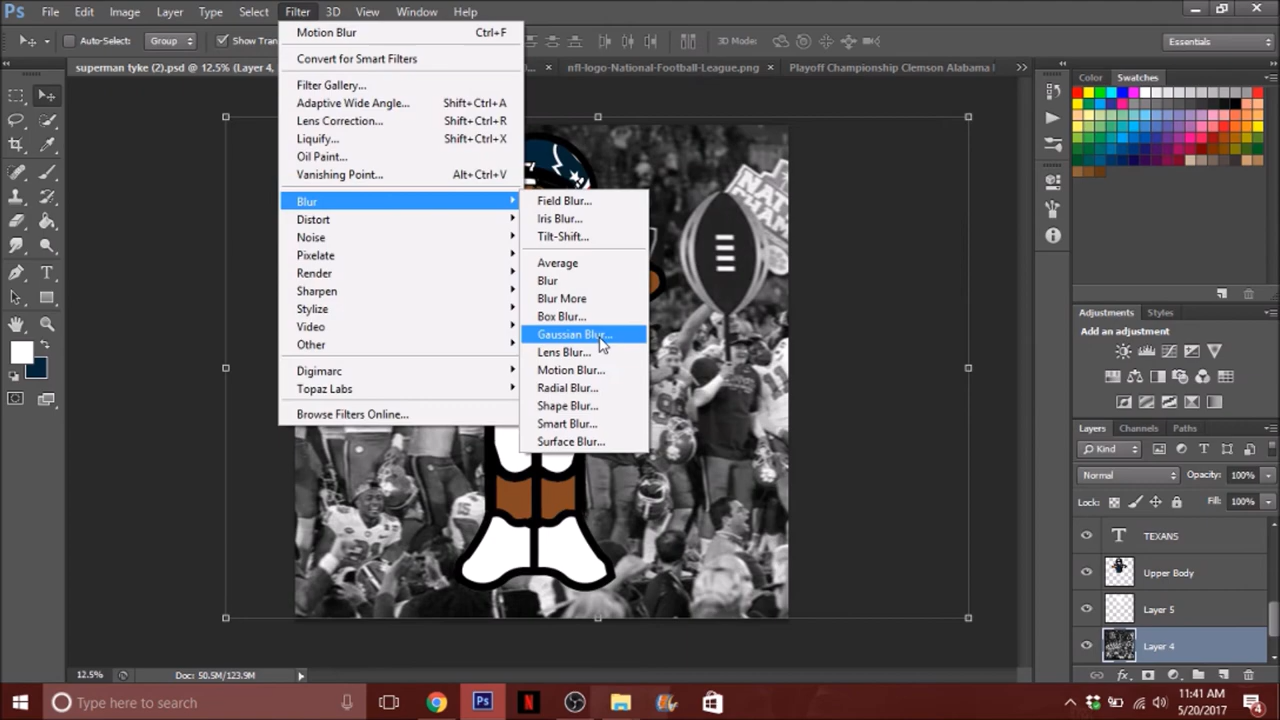 Ps File Edit Image Layer Type Select Filter 3D View Window Help
Auto-Select: Group Show Tran 3D Mode: Essentials
superman tyke (2).psd @ 12.5% (Layer 4, nfl-logo-National-Football-League.png × Playoff Championship Clemson Alabama
Motion Blur Ctrl+F
Convert for Smart Filters
Filter Gallery...
Adaptive Wide Angle... Shift+Ctrl+A
Lens Correction... Shift+Ctrl+R
Liquify... Shift+Ctrl+X
Oil Paint...
Vanishing Point... Alt+Ctrl+V
Blur
Distort
Noise
Pixelate
Render
Sharpen
Stylize
Video
Other
Digimarc
Topaz Labs
Browse Filters Online...
Field Blur...
Iris Blur...
Tilt-Shift...
Average
Blur
Blur More
Box Blur...
Gaussian Blur...
Lens Blur...
Motion Blur...
Radial Blur...
Shape Blur...
Smart Blur...
Surface Blur...
Color Swatches
Adjustments Styles
Add an adjustment
Layers Channels Paths
Kind
Normal Opacity: 100%
Lock: Fill: 100%
T TEXANS
Upper Body
Layer 5
Layer 4
fx
12.5% Doc: 50.5M/123.9M
Type here to search
Ps N
11:41 AM
5/20/2017
4